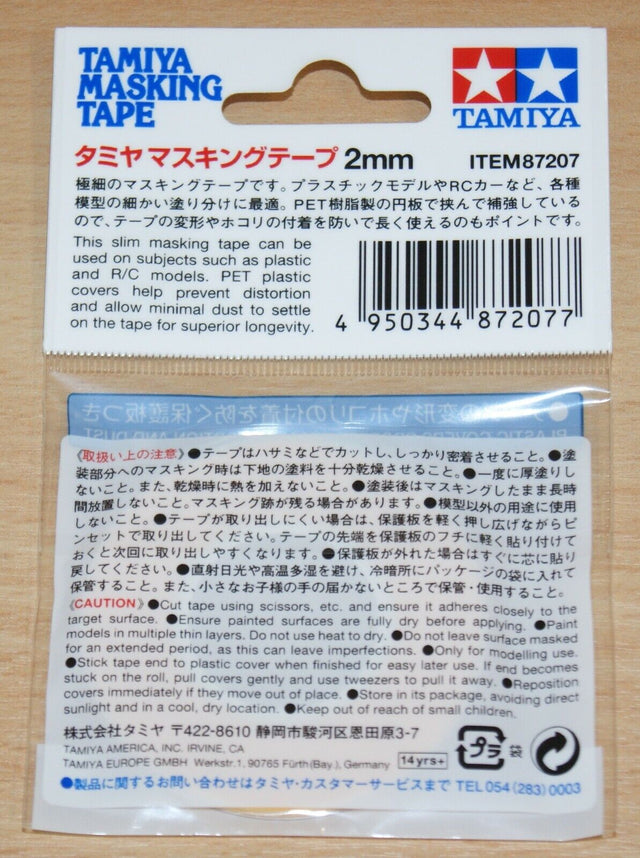 TAMIYA
MASKING
TAPE
TAMIYA
タミヤ マスキングテープ 2mm ITEM87207
極細のマスキングテープです。プラスチックモデルやRCカーなど、各種
模型の細かい塗り分けに最適。PET樹脂製の円板で挟んで補強している
ので、テープの変形やホコリの付着を防いで長く使えるのもポイントです。
This slim masking tape can be
used on subjects such as plastic
and R/C models. PET plastic
covers help prevent distortion
and allow minimal dust to settle
on the tape for superior longevity.
4 950344 872077
《取扱い上の注意》●テープはハサミなどでカットし、しっかり密着させること。●塗
装部分へのマスキング時は下地の塗料を十分乾燥させること。●一度に厚塗りし
ないこと。また、乾燥時に熱を加えないこと。●塗装後はマスキングしたまま長時
間放置しないこと。マスキング跡が残る場合があります。●模型以外の用途に使用
しないこと。●テープが取り出しにくい場合は、保護板を軽く押し広げながらピ
ンセットで取り出してください。テープの先端を保護板のフチに軽く貼り付けて
おくと次回に取り出しやすくなります。●保護板が外れた場合はすぐに芯に貼り
戻してください。●直射日光や高温多湿を避け、冷暗所にパッケージの袋に入れて
保管すること。また、小さなお子様の手の届かないところで保管・使用すること。
《CAUTION》●Cut tape using scissors, etc. and ensure it adheres closely to the
target surface. ●Ensure painted surfaces are fully dry before applying. ●Paint
models in multiple thin layers. Do not use heat to dry. ●Do not leave surface masked
for an extended period, as this can leave imperfections. ●Only for modelling use.
●Stick tape end to plastic cover when finished for easy later use. If end becomes
stuck on the roll, pull covers gently and use tweezers to pull it away. ●Reposition
covers immediately if they move out of place. ●Store in its package, avoiding direct
sunlight and in a cool, dry location. ●Keep out of reach of small children.
株式会社タミヤ 〒422-8610 静岡市駿河区恩田原3-7
TAMIYA AMERICA, INC. IRVINE, CA
TAMIYA EUROPE GMBH Werkstr.1, 90765 Fürth(Bay.), Germany 14yrs+
プラ 袋
●製品に関するお問い合わせはタミヤ・カスタマーサービスまで TEL 054 (283) 0003